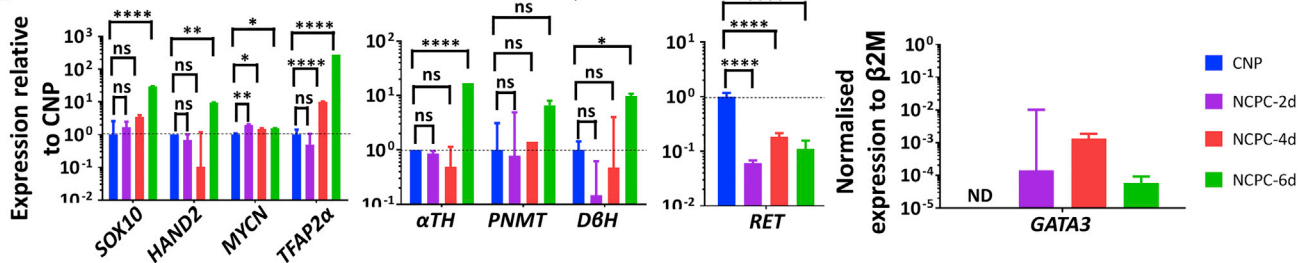 Expression relative
to CNP
10³
10²
10¹
10⁰
10⁻¹
10⁻²
**** ns ns
** ns ns
* * **
**** **** ns
SOX10 HAND2 MYCN TFAP2α
10²
10¹
10⁰
10⁻¹
**** ns ns
ns ns ns
* ns ns
αTH PNMT DβH
10¹
10⁰
10⁻¹
10⁻²
****
****
****
RET
Normalised
expression to β2M
10⁰
10⁻¹
10⁻²
10⁻³
10⁻⁴
10⁻⁵
ND
GATA3
CNP
NCPC-2d
NCPC-4d
NCPC-6d